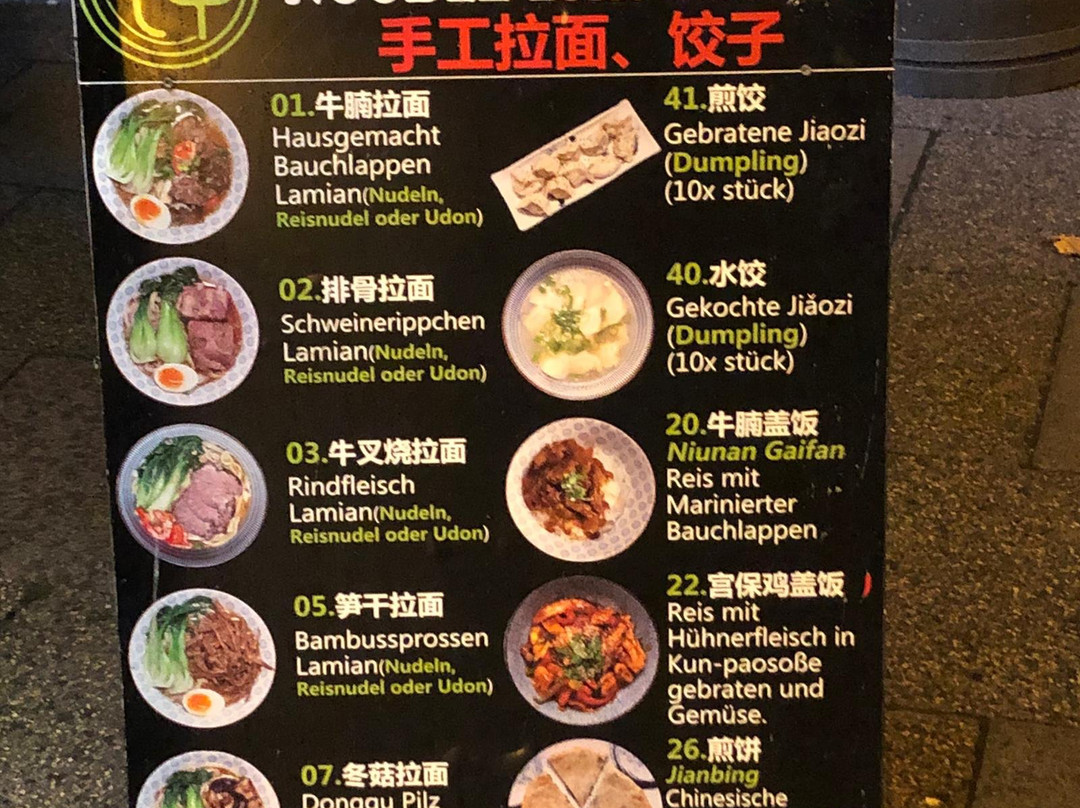 手工拉面、饺子
01.牛腩拉面
Hausgemacht
Bauchlappen
Lamian(Nudeln,
Reisnudel oder Udon)
02.排骨拉面
Schweinerippchen
Lamian(Nudeln,
Reisnudel oder Udon)
03.牛叉烧拉面
Rindfleisch
Lamian(Nudeln,
Reisnudel oder Udon)
05.笋干拉面
Bambussprossen
Lamian(Nudeln,
Reisnudel oder Udon)
07.冬菇拉面
Donggu Pilz
41.煎饺
Gebratene Jiaozi
(Dumpling)
(10x stück)
40.水饺
Gekochte Jiǎozi
(Dumpling)
(10x stück)
20.牛腩盖饭
Niunan Gaifan
Reis mit
Marinierter
Bauchlappen
22.宫保鸡盖饭
Reis mit
Hühnerfleisch in
Kun-paosoße
gebraten und
Gemüse.
26.煎饼
Jianbing
Chinesische